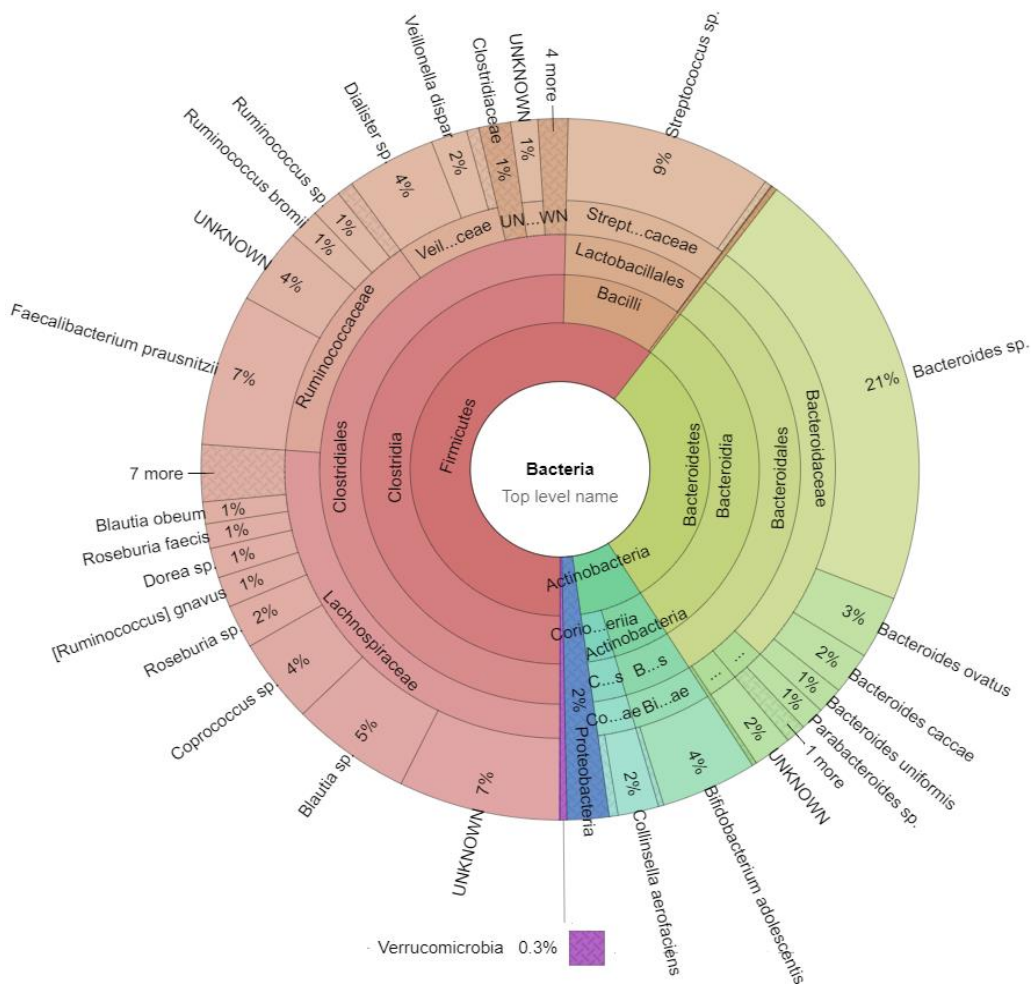 Bacteria
Top level name
Firmicutes
Clostridia
Clostridiales
Bacilli
Lactobacillales
Strept...caceae
Streptococcus sp.
9%
Bacteroidetes
Bacteroidia
Bacteroidales
Bacteroidaceae
Bacteroides sp.
21%
Bacteroides ovatus
3%
Bacteroides caccae
2%
Bacteroides uniformis
1%
Parabacteroides sp.
1%
1 more
UNKNOWN
2%
...
...
Actinobacteria
Actinobacteria
Corio...eriia
B...s
C...s
Bi...ae
Co...ae
Bifidobacterium adolescentis
4%
Collinsella aerofaciens
2%
Proteobacteria
2%
Verrucomicrobia 0.3%
Lachnospiraceae
UNKNOWN
7%
Blautia sp.
5%
Coprococcus sp.
4%
Roseburia sp.
2%
[Ruminococcus] gnavus
1%
Dorea sp.
1%
Roseburia faecis
1%
Blautia obeum
1%
7 more
Ruminococcaceae
Faecalibacterium prausnitzii
7%
UNKNOWN
4%
Ruminococcus bromii
1%
Ruminococcus sp.
1%
Veil...ceae
Dialister sp.
4%
Veillonella dispar
2%
Clostridiaceae
1%
UN...WN
UNKNOWN
1%
4 more